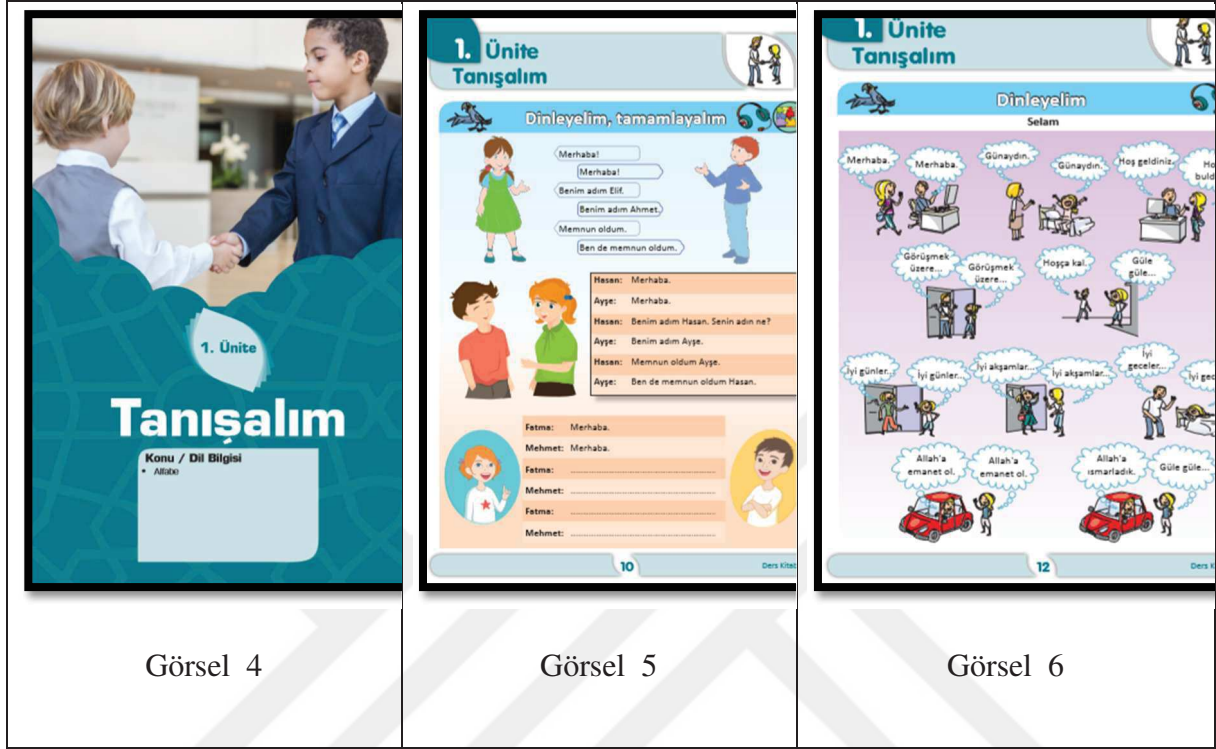 1. Ünite
Tanışalım
Konu / Dil Bilgisi
• Alfabe
Görsel 4
1. Ünite
Tanışalım
Dinleyelim, tamamlayalım
Merhaba!
Merhaba!
Benim adım Elif.
Benim adım Ahmet.
Memnun oldum.
Ben de memnun oldum.
Hasan: Merhaba.
Ayşe: Merhaba.
Hasan: Benim adım Hasan. Senin adın ne?
Ayşe: Benim adım Ayşe.
Hasan: Memnun oldum Ayşe.
Ayşe: Ben de memnun oldum Hasan.
Fatma: Merhaba.
Mehmet: Merhaba.
Fatma:
Mehmet:
Fatma:
Mehmet:
10
Ders
Görsel 5
1. Ünite
Tanışalım
Dinleyelim
Selam
Merhaba.
Merhaba.
Günaydın.
Günaydın.
Hoş geldiniz.
Görüşmek
üzere...
Görüşmek
üzere...
Hoşça kal.
Güle
güle...
İyi günler...
İyi günler...
İyi akşamlar...
İyi akşamlar...
İyi
geceler...
İyi
Allah'a
emanet ol.
Allah'a
emanet ol.
Allah'a
ısmarladık.
Güle güle...
12
Ders
Görsel 6